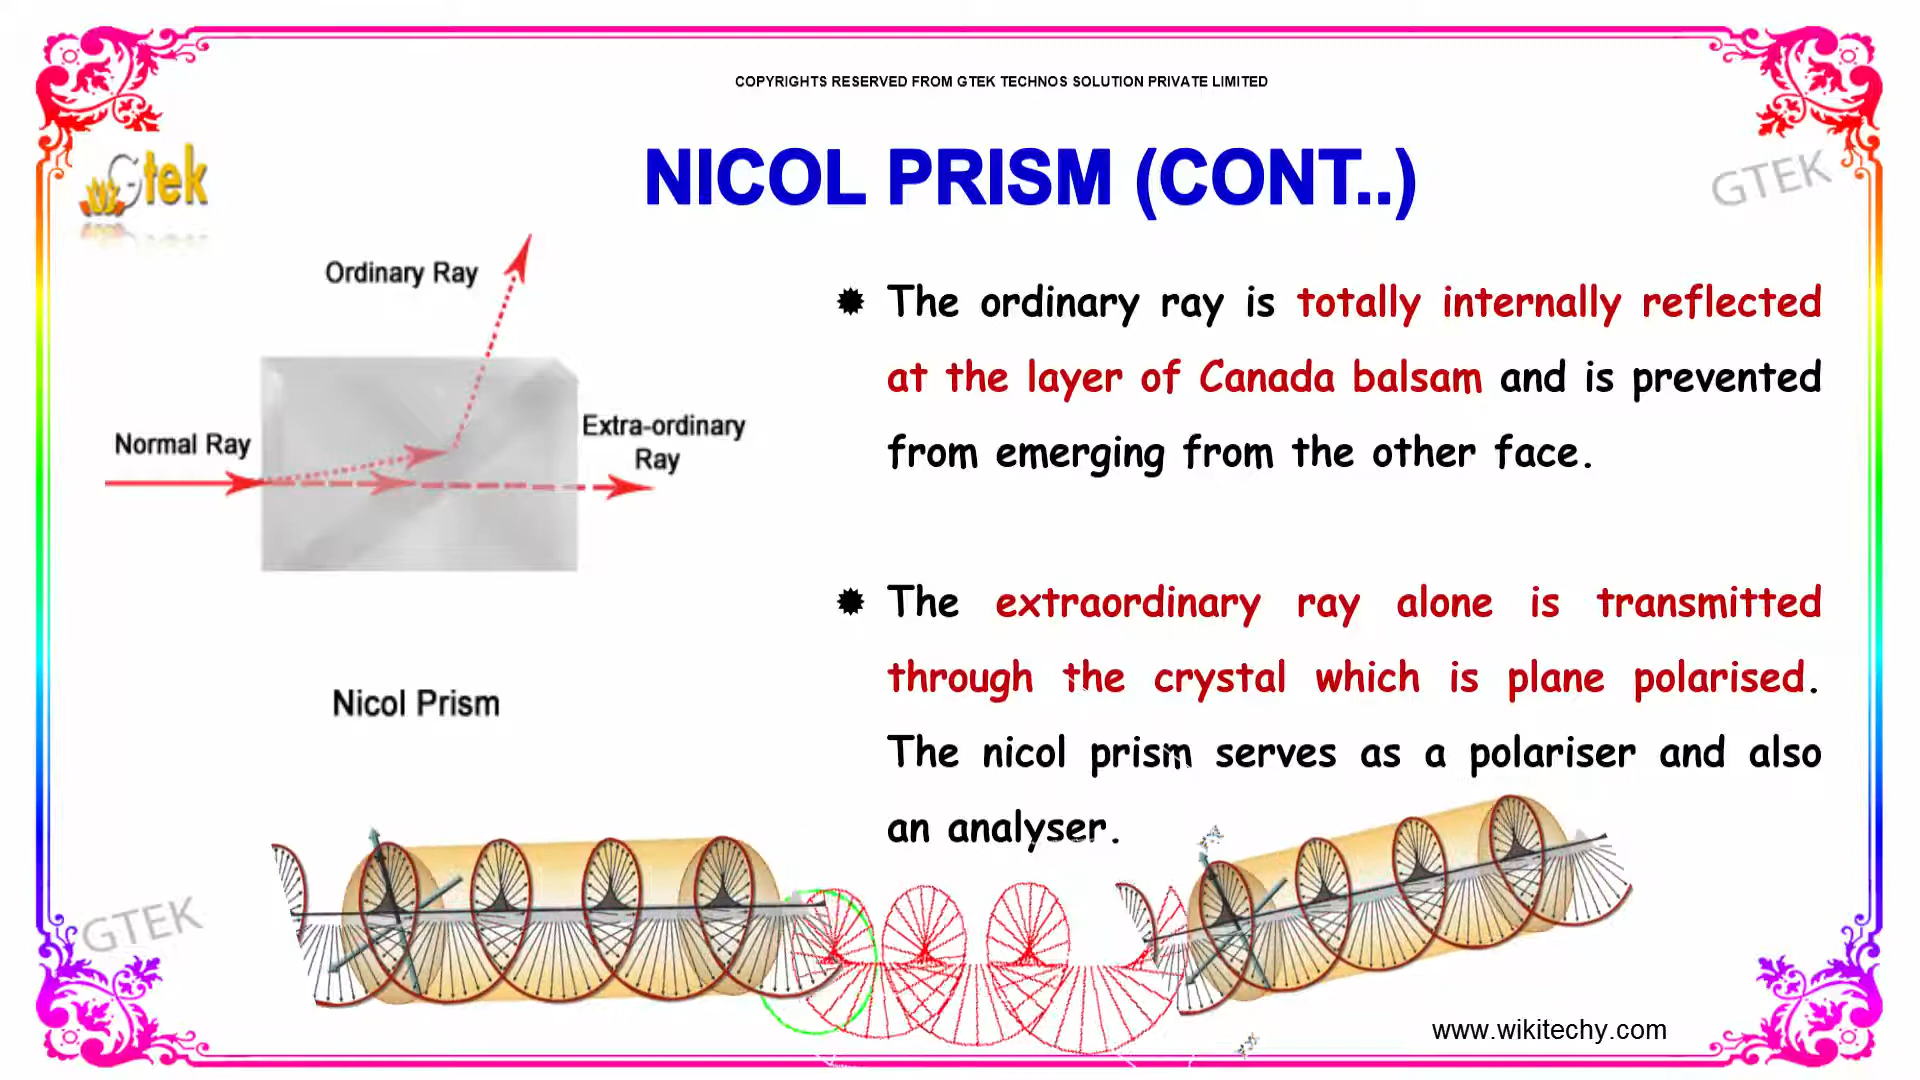 COPYRIGHTS RESERVED FROM GTEK TECHNOS SOLUTION PRIVATE LIMITED
Gtek
NICOL PRISM (CONT..)
GTEK
Ordinary Ray
Normal Ray
Extra-ordinary
Ray
Nicol Prism
The ordinary ray is totally internally reflected
at the layer of Canada balsam and is prevented
from emerging from the other face.
The extraordinary ray alone is transmitted
through the crystal which is plane polarised.
The nicol prism serves as a polariser and also
an analyser.
GTEK
www.wikitechy.com